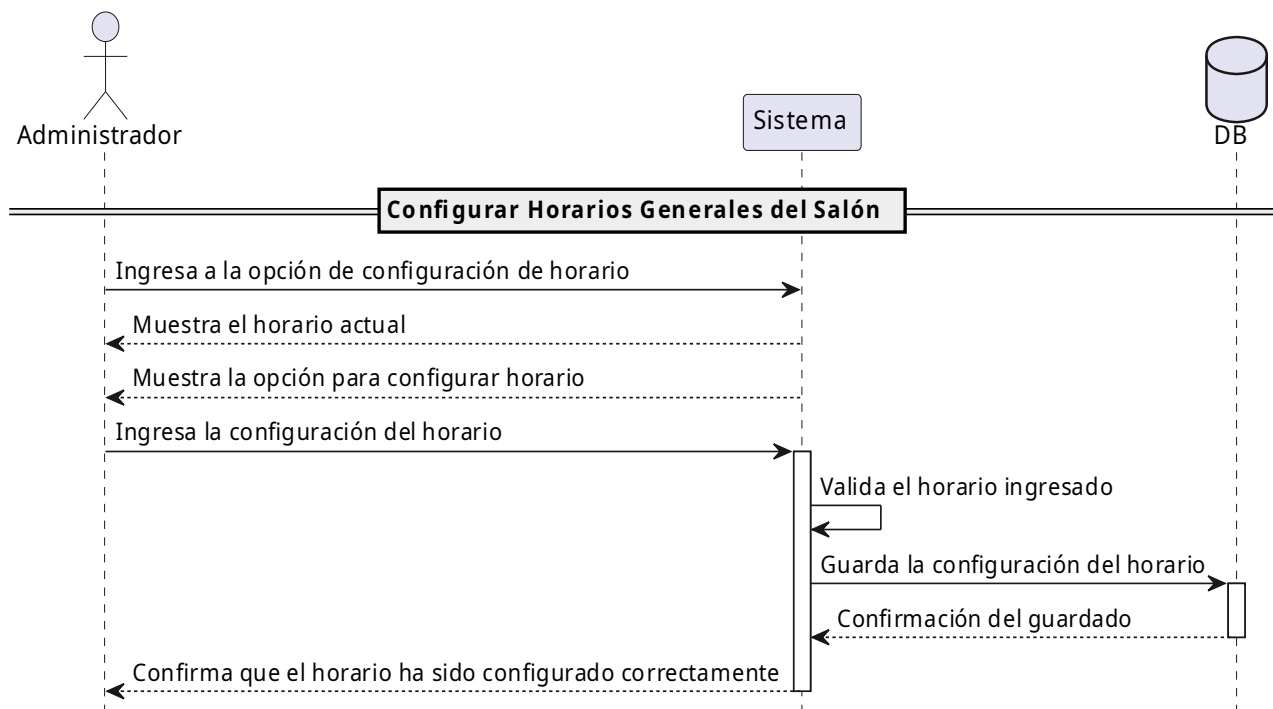 Administrador
Sistema
DB
Configurar Horarios Generales del Salón
Ingresa a la opción de configuración de horario
Muestra el horario actual
Muestra la opción para configurar horario
Ingresa la configuración del horario
Valida el horario ingresado
Guarda la configuración del horario
Confirmación del guardado
Confirma que el horario ha sido configurado correctamente